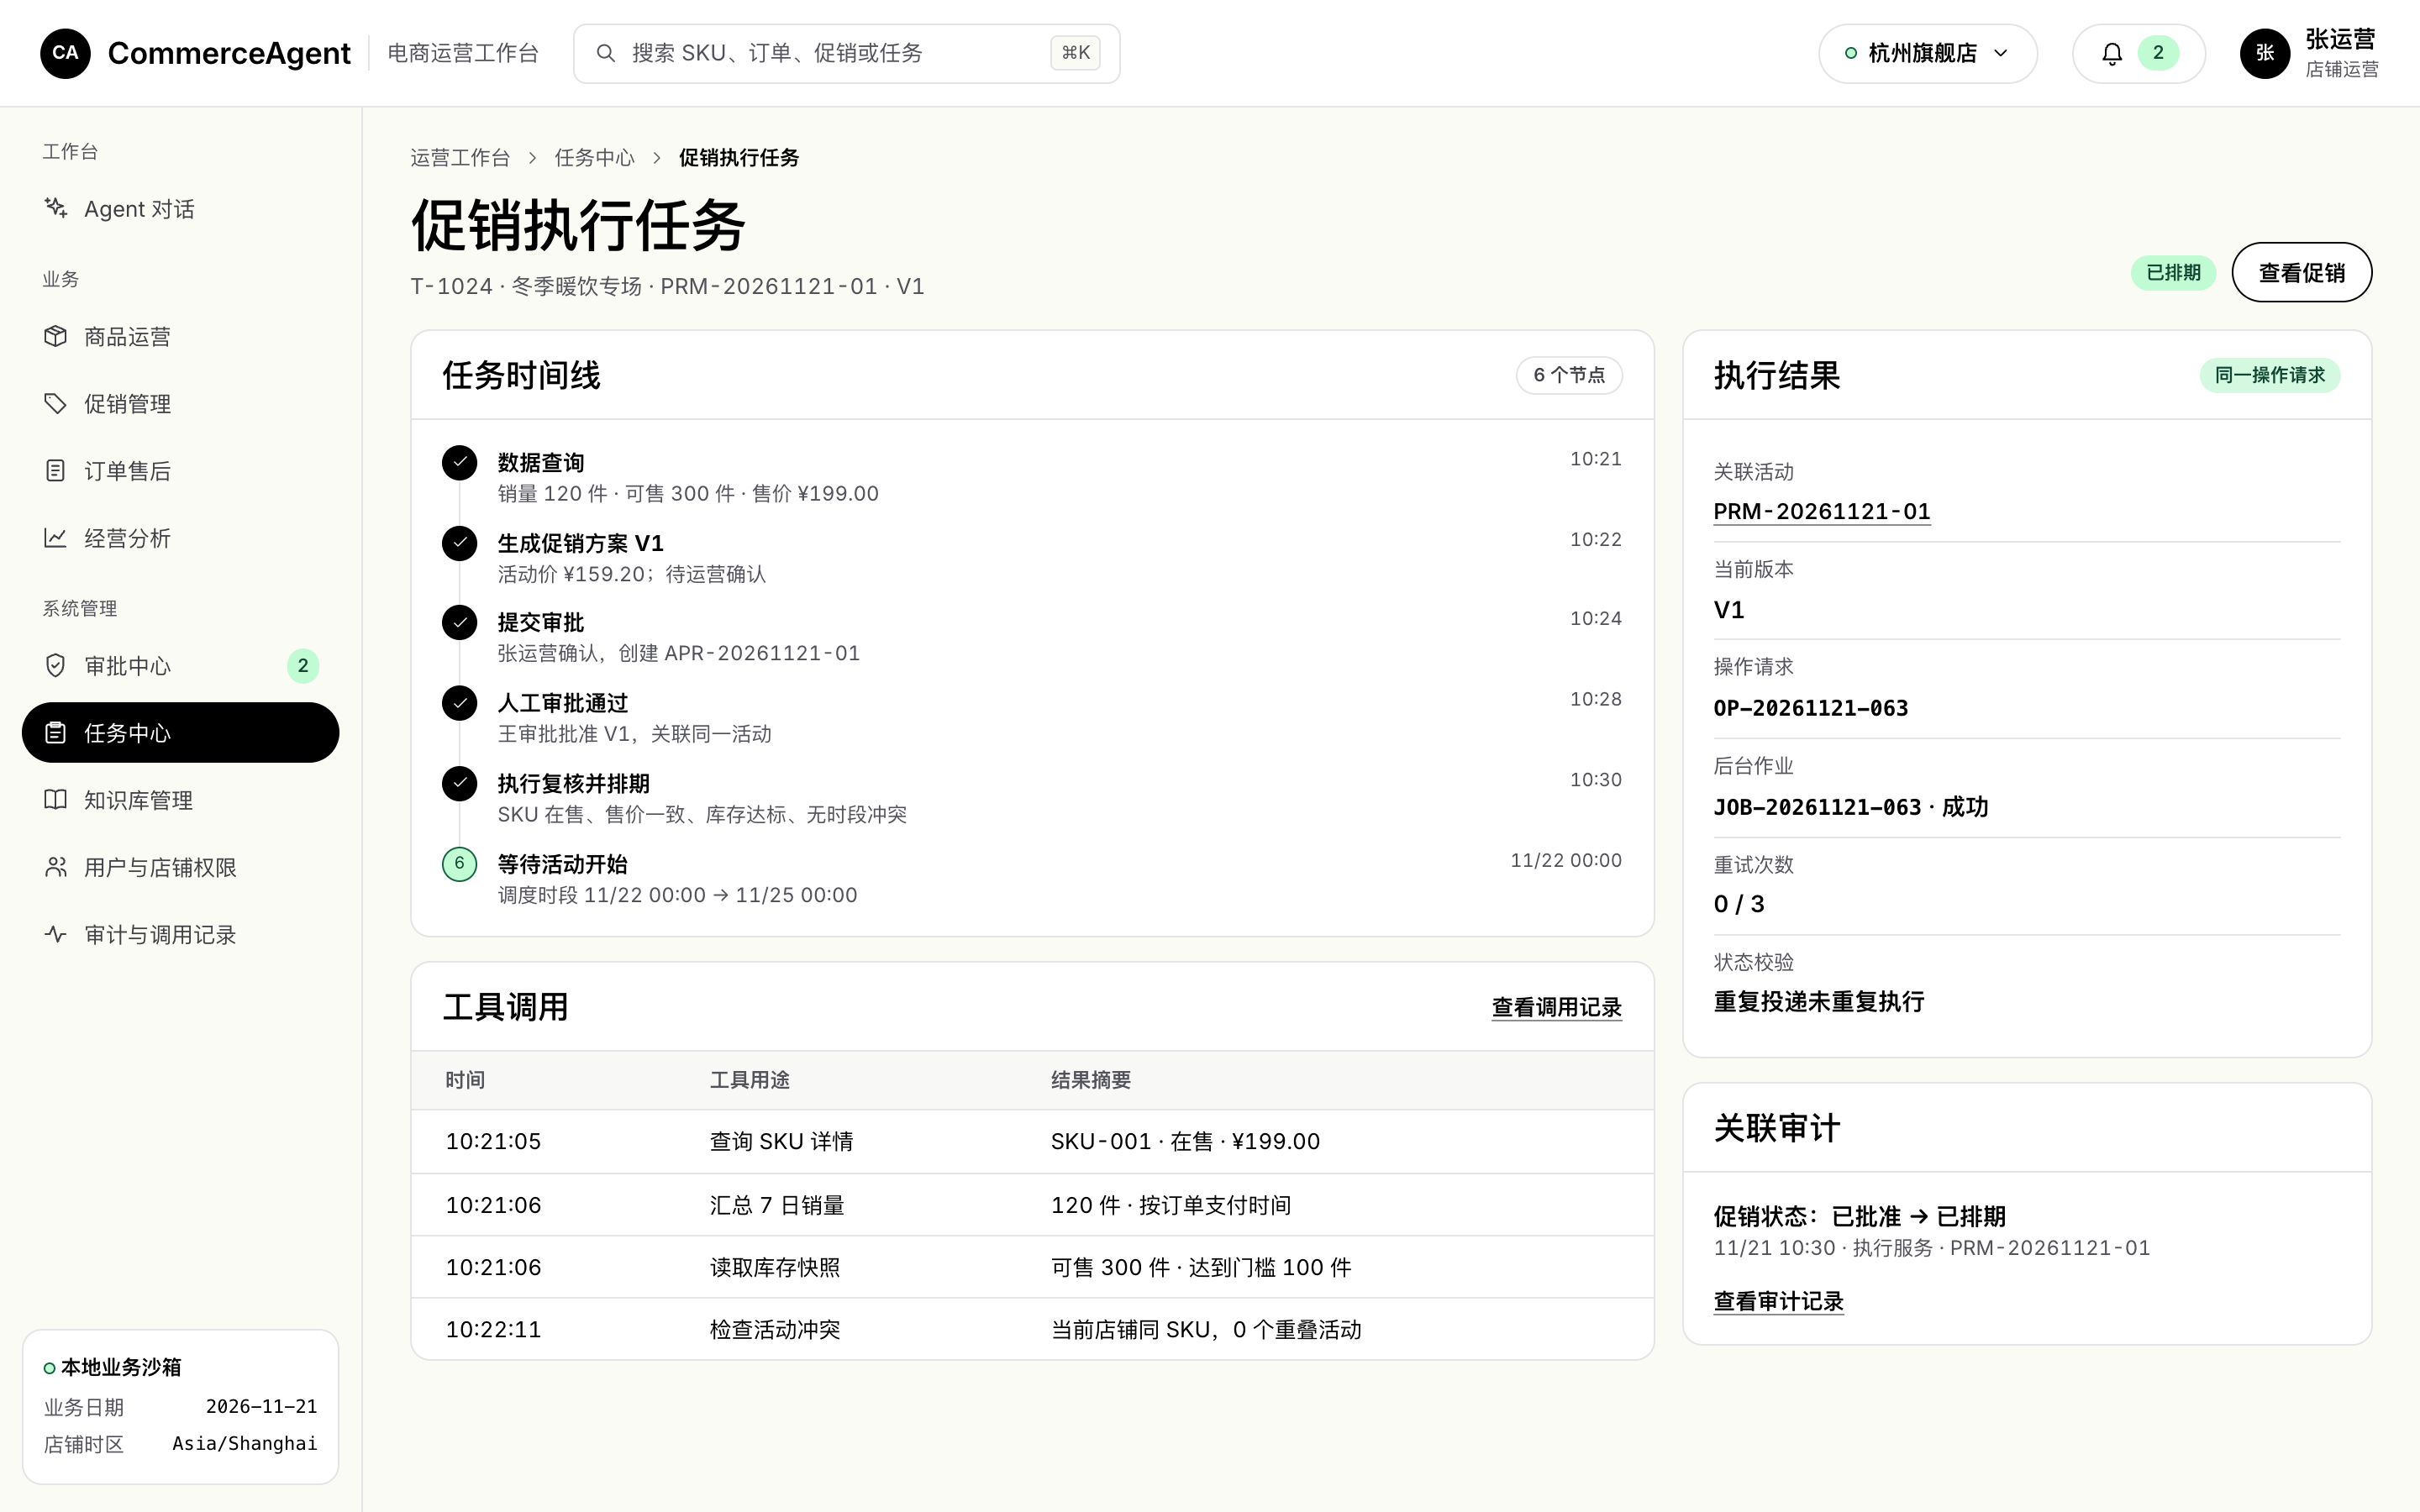 CA CommerceAgent 电商运营工作台 搜索 SKU、订单、促销或任务 ⌘K 杭州旗舰店 2 张 张运营
店铺运营
工作台
Agent 对话
业务
商品运营
促销管理
订单售后
经营分析
系统管理
审批中心 2
任务中心
知识库管理
用户与店铺权限
审计与调用记录
本地业务沙箱
业务日期 2026-11-21
店铺时区 Asia/Shanghai
运营工作台 > 任务中心 > 促销执行任务
促销执行任务
T-1024 · 冬季暖饮专场 · PRM-20261121-01 · V1
已排期 查看促销
任务时间线 6 个节点
数据查询 10:21
销量 120 件 · 可售 300 件 · 售价 ¥199.00
生成促销方案 V1 10:22
活动价 ¥159.20；待运营确认
提交审批 10:24
张运营确认，创建 APR-20261121-01
人工审批通过 10:28
王审批批准 V1，关联同一活动
执行复核并排期 10:30
SKU 在售、售价一致、库存达标、无时段冲突
6 等待活动开始 11/22 00:00
调度时段 11/22 00:00 → 11/25 00:00
工具调用 查看调用记录
时间 工具用途 结果摘要
10:21:05 查询 SKU 详情 SKU-001 · 在售 · ¥199.00
10:21:06 汇总 7 日销量 120 件 · 按订单支付时间
10:21:06 读取库存快照 可售 300 件 · 达到门槛 100 件
10:22:11 检查活动冲突 当前店铺同 SKU，0 个重叠活动
执行结果 同一操作请求
关联活动
PRM-20261121-01
当前版本
V1
操作请求
OP-20261121-063
后台作业
JOB-20261121-063 · 成功
重试次数
0 / 3
状态校验
重复投递未重复执行
关联审计
促销状态：已批准 → 已排期
11/21 10:30 · 执行服务 · PRM-20261121-01
查看审计记录